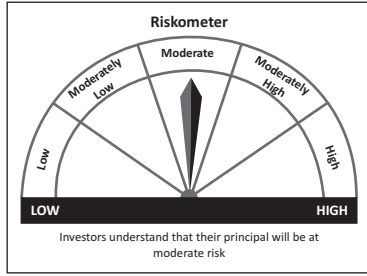 Riskometer
Low
Moderately
Low
Moderate
Moderately
High
High
LOW
HIGH
Investors understand that their principal will be at
moderate risk